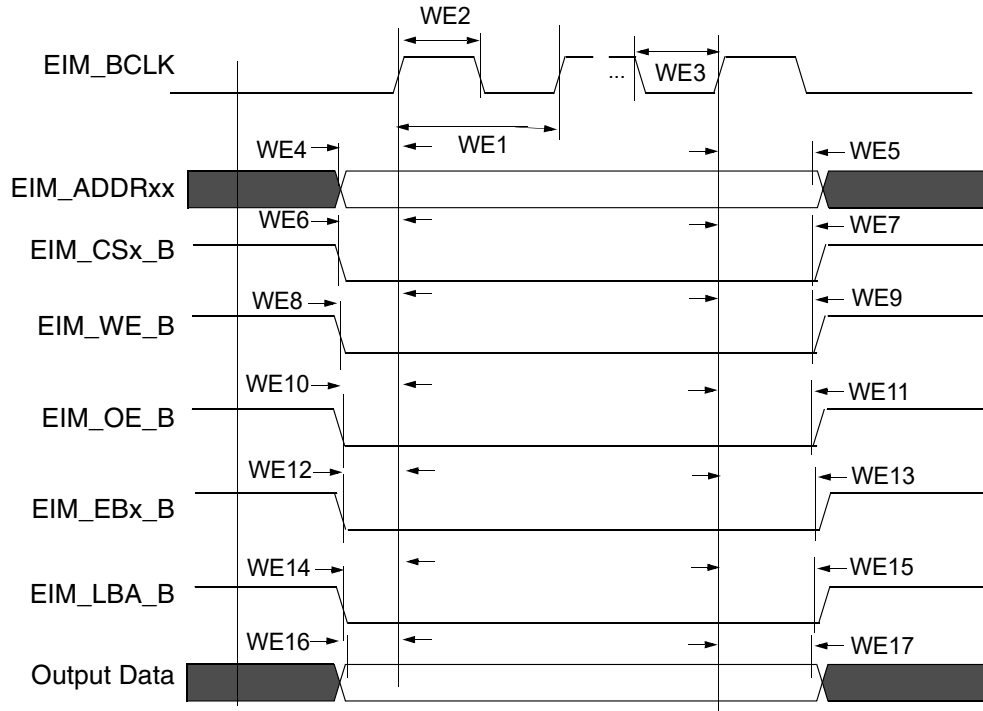 WE2
EIM_BCLK
...
WE3
WE1
WE4
WE5
EIM_ADDRxx
WE6
WE7
EIM_CSx_B
WE8
WE9
EIM_WE_B
WE10
WE11
EIM_OE_B
WE12
WE13
EIM_EBx_B
WE14
WE15
EIM_LBA_B
WE16
WE17
Output Data